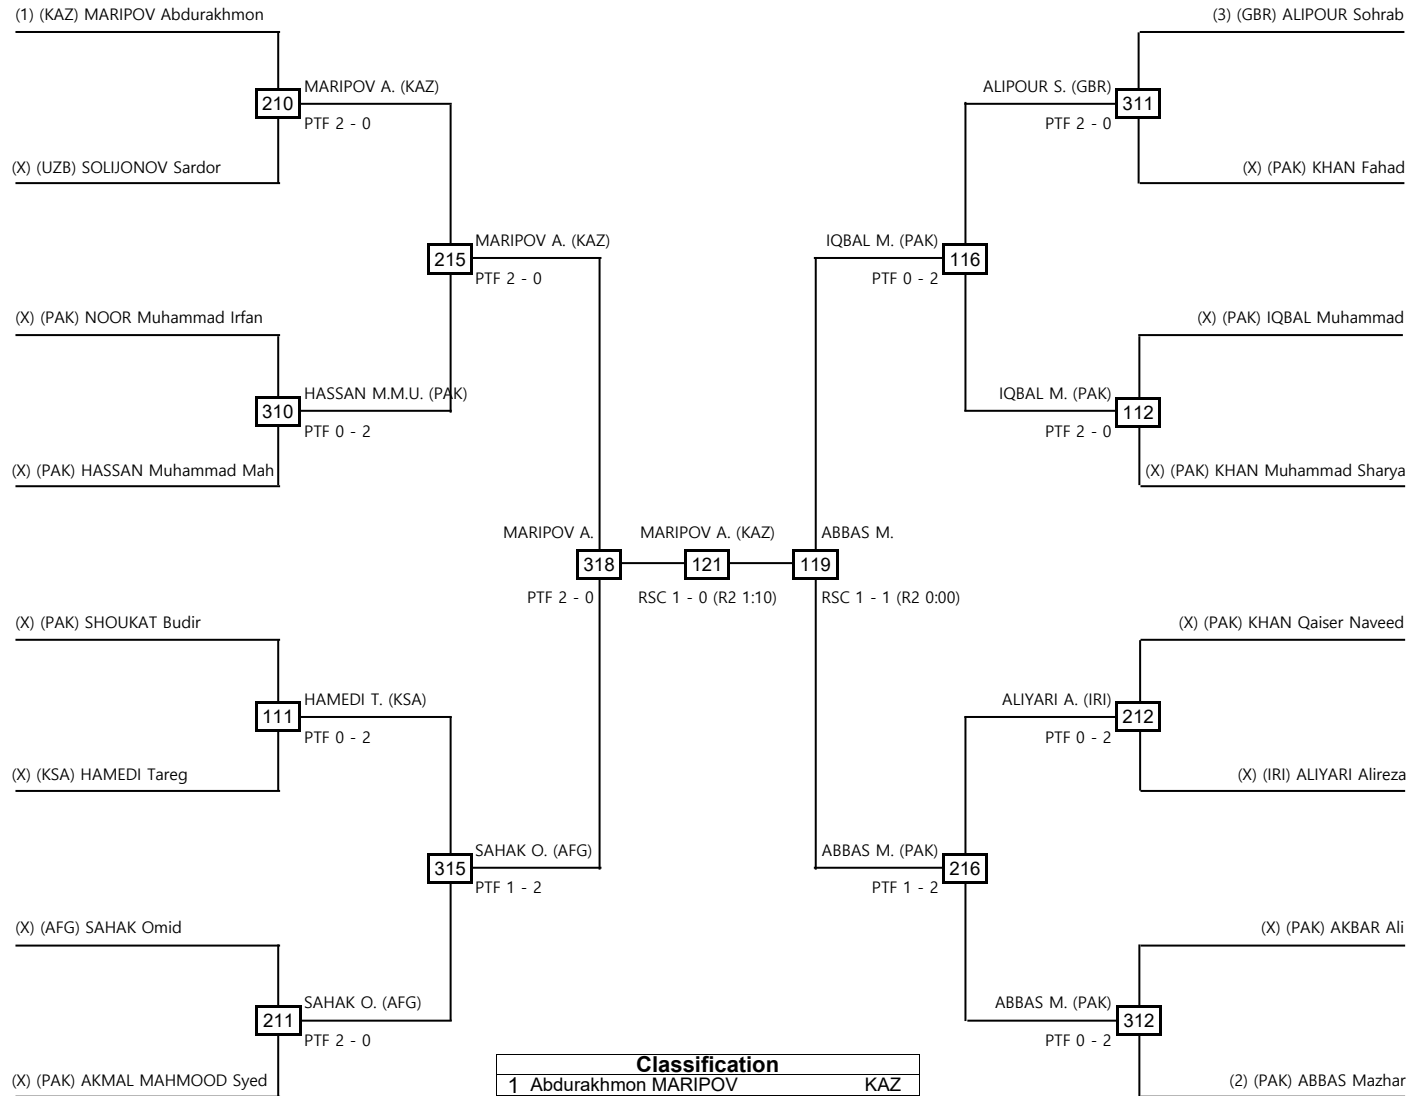 (1) (KAZ) MARIPOV Abdurakhmon
(3) (GBR) ALIPOUR Sohrab
MARIPOV A. (KAZ)
ALIPOUR S. (GBR)
210
311
PTF 2 - 0
PTF 2 - 0
(X) (UZB) SOLIJONOV Sardor
(X) (PAK) KHAN Fahad
MARIPOV A. (KAZ)
IQBAL M. (PAK)
215
116
PTF 2 - 0
PTF 0 - 2
(X) (PAK) NOOR Muhammad Irfan
(X) (PAK) IQBAL Muhammad
HASSAN M.M.U. (PAK)
IQBAL M. (PAK)
310
112
PTF 0 - 2
PTF 2 - 0
(X) (PAK) HASSAN Muhammad Mah
(X) (PAK) KHAN Muhammad Sharya
MARIPOV A.
MARIPOV A. (KAZ)
ABBAS M.
318
121
119
PTF 2 - 0
RSC 1 - 0 (R2 1:10)
RSC 1 - 1 (R2 0:00)
(X) (PAK) SHOUKAT Budir
(X) (PAK) KHAN Qaiser Naveed
HAMEDI T. (KSA)
ALIYARI A. (IRI)
111
212
PTF 0 - 2
PTF 0 - 2
(X) (KSA) HAMEDI Tareg
(X) (IRI) ALIYARI Alireza
SAHAK O. (AFG)
ABBAS M. (PAK)
315
216
PTF 1 - 2
PTF 1 - 2
(X) (AFG) SAHAK Omid
(X) (PAK) AKBAR Ali
SAHAK O. (AFG)
ABBAS M. (PAK)
211
312
PTF 2 - 0
PTF 0 - 2
(X) (PAK) AKMAL MAHMOOD Syed
(2) (PAK) ABBAS Mazhar
Classification
1 Abdurakhmon MARIPOV KAZ